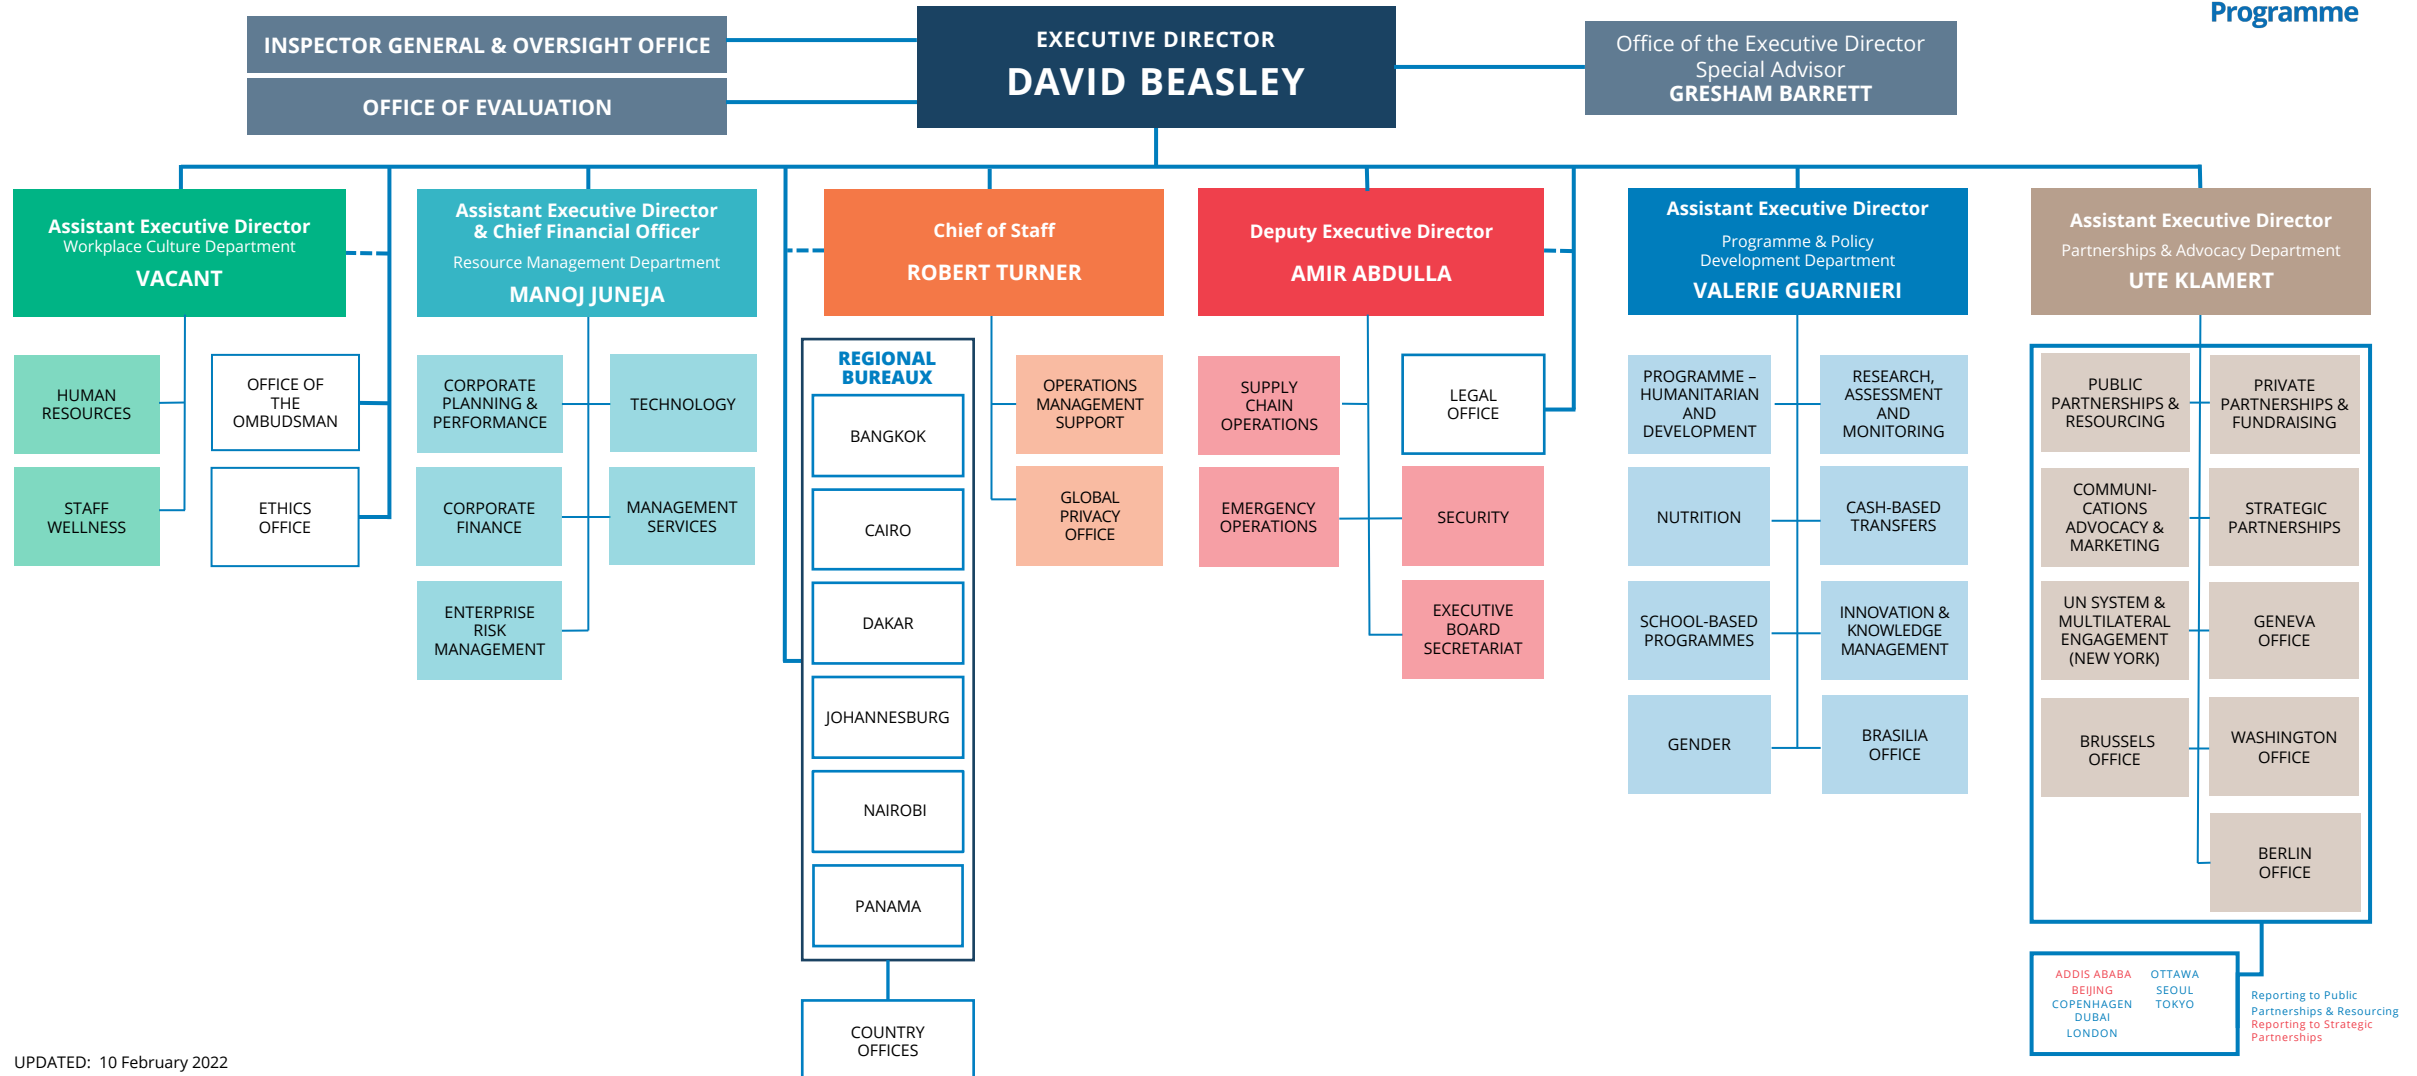 Programme
INSPECTOR GENERAL & OVERSIGHT OFFICE
OFFICE OF EVALUATION
EXECUTIVE DIRECTOR
DAVID BEASLEY
Office of the Executive Director
Special Advisor
GRESHAM BARRETT
Assistant Executive Director
Workplace Culture Department
VACANT
HUMAN
RESOURCES
STAFF
WELLNESS
OFFICE OF
THE
OMBUDSMAN
ETHICS
OFFICE
Assistant Executive Director
& Chief Financial Officer
Resource Management Department
MANOJ JUNEJA
CORPORATE
PLANNING &
PERFORMANCE
TECHNOLOGY
CORPORATE
FINANCE
MANAGEMENT
SERVICES
ENTERPRISE
RISK
MANAGEMENT
Chief of Staff
ROBERT TURNER
REGIONAL
BUREAUX
BANGKOK
CAIRO
DAKAR
JOHANNESBURG
NAIROBI
PANAMA
COUNTRY
OFFICES
OPERATIONS
MANAGEMENT
SUPPORT
GLOBAL
PRIVACY
OFFICE
Deputy Executive Director
AMIR ABDULLA
SUPPLY
CHAIN
OPERATIONS
LEGAL
OFFICE
EMERGENCY
OPERATIONS
SECURITY
EXECUTIVE
BOARD
SECRETARIAT
Assistant Executive Director
Programme & Policy
Development Department
VALERIE GUARNIERI
PROGRAMME –
HUMANITARIAN
AND
DEVELOPMENT
RESEARCH,
ASSESSMENT
AND
MONITORING
NUTRITION
CASH-BASED
TRANSFERS
SCHOOL-BASED
PROGRAMMES
INNOVATION &
KNOWLEDGE
MANAGEMENT
GENDER
BRASILIA
OFFICE
Assistant Executive Director
Partnerships & Advocacy Department
UTE KLAMERT
PUBLIC
PARTNERSHIPS &
RESOURCING
PRIVATE
PARTNERSHIPS &
FUNDRAISING
COMMUNI-
CATIONS
ADVOCACY &
MARKETING
STRATEGIC
PARTNERSHIPS
UN SYSTEM &
MULTILATERAL
ENGAGEMENT
(NEW YORK)
GENEVA
OFFICE
BRUSSELS
OFFICE
WASHINGTON
OFFICE
BERLIN
OFFICE
ADDIS ABABA
BEIJING
COPENHAGEN
DUBAI
LONDON
OTTAWA
SEOUL
TOKYO
Reporting to Public
Partnerships & Resourcing
Reporting to Strategic
Partnerships
UPDATED: 10 February 2022